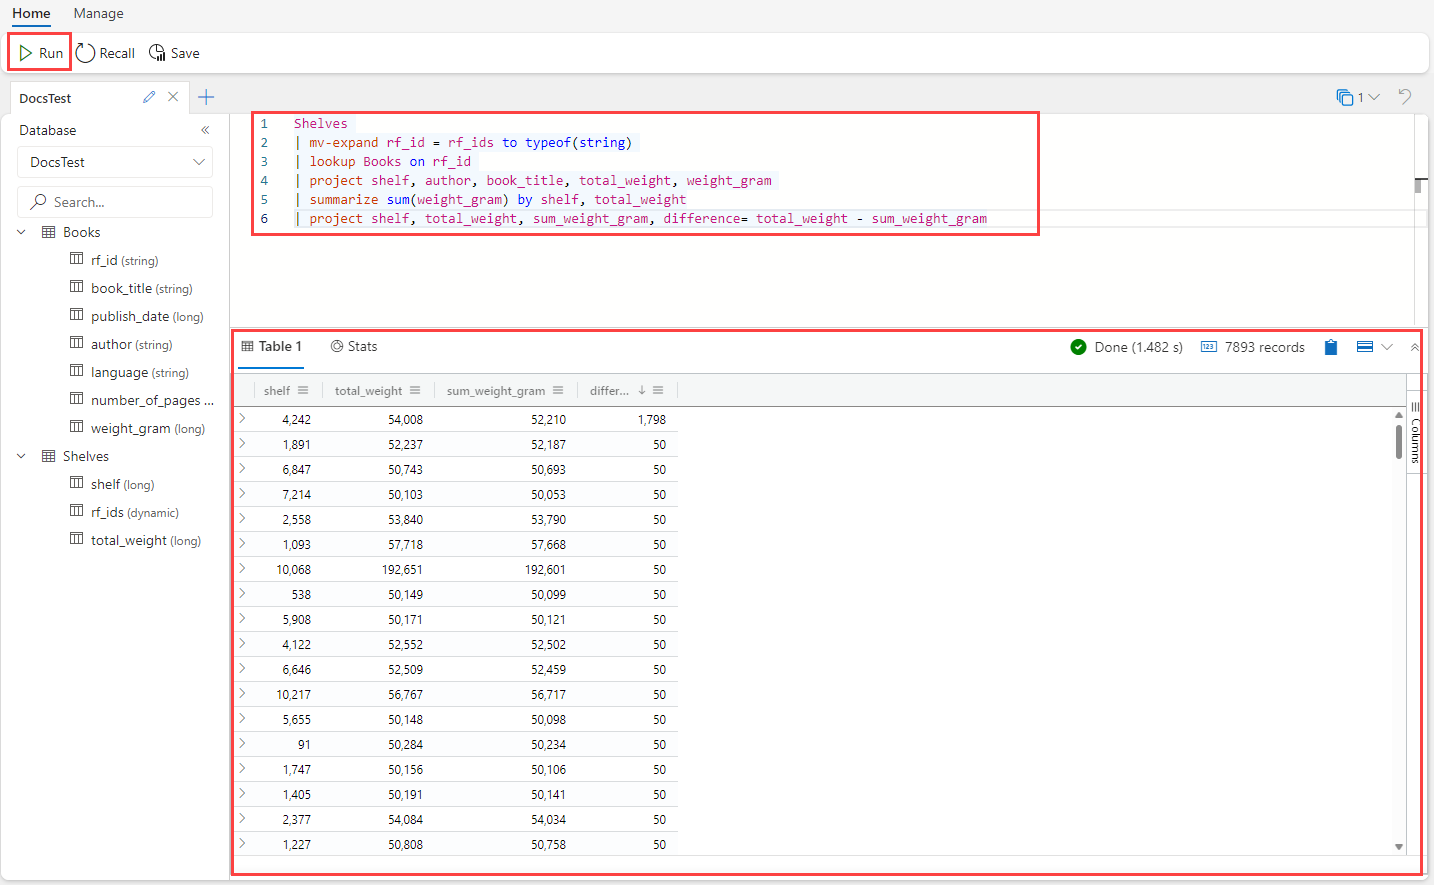 Home Manage
Run Recall Save
DocsTest
1
Database
DocsTest
Search...
Books
rf_id (string)
book_title (string)
publish_date (long)
author (string)
language (string)
number_of_pages ...
weight_gram (long)
Shelves
shelf (long)
rf_ids (dynamic)
total_weight (long)
1 Shelves
2 | mv-expand rf_id = rf_ids to typeof(string)
3 | lookup Books on rf_id
4 | project shelf, author, book_title, total_weight, weight_gram
5 | summarize sum(weight_gram) by shelf, total_weight
6 | project shelf, total_weight, sum_weight_gram, difference= total_weight - sum_weight_gram
Table 1 Stats Done (1.482 s) 123 7893 records
shelf total_weight sum_weight_gram differ...
4,242 54,008 52,210 1,798
1,891 52,237 52,187 50
6,847 50,743 50,693 50
7,214 50,103 50,053 50
2,558 53,840 53,790 50
1,093 57,718 57,668 50
10,068 192,651 192,601 50
538 50,149 50,099 50
5,908 50,171 50,121 50
4,122 52,552 52,502 50
6,646 52,509 52,459 50
10,217 56,767 56,717 50
5,655 50,148 50,098 50
91 50,284 50,234 50
1,747 50,156 50,106 50
1,405 50,191 50,141 50
2,377 54,084 54,034 50
1,227 50,808 50,758 50
Columns